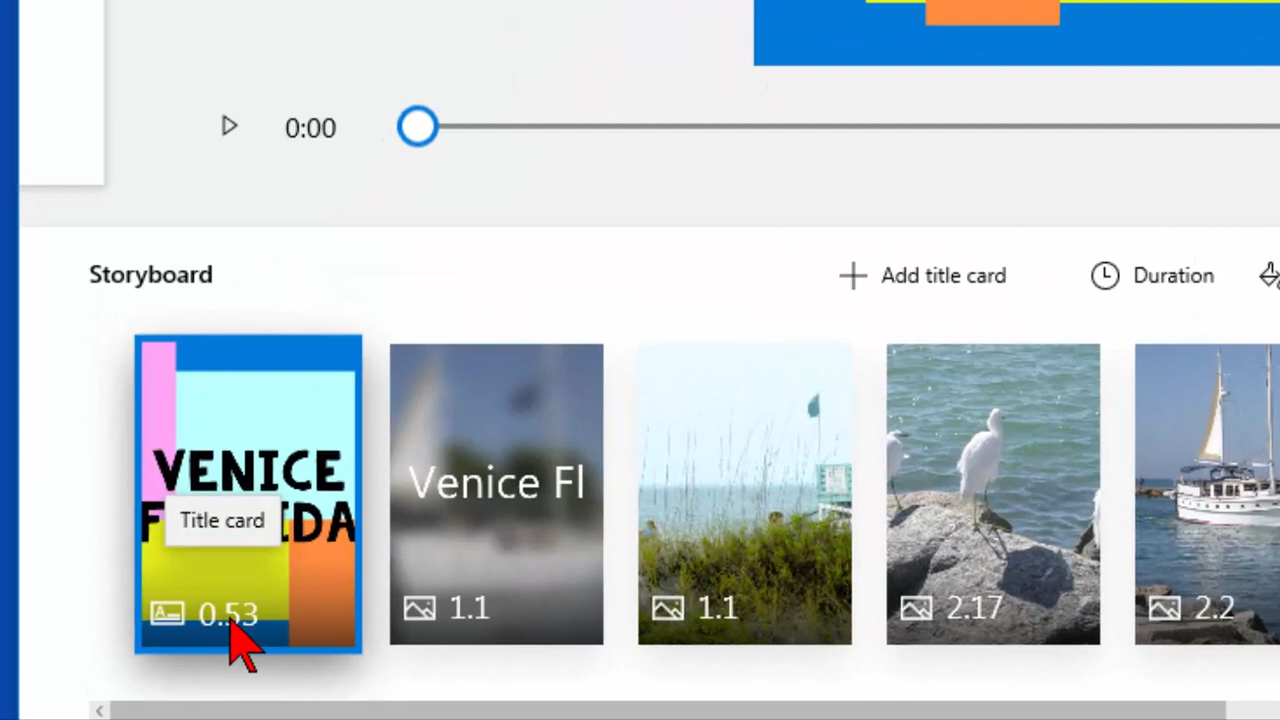 0:00
Storyboard
Add title card
Duration
VENICE
F IDA
Title card
Venice Fl
0.53
1.1
1.1
2.17
2.2